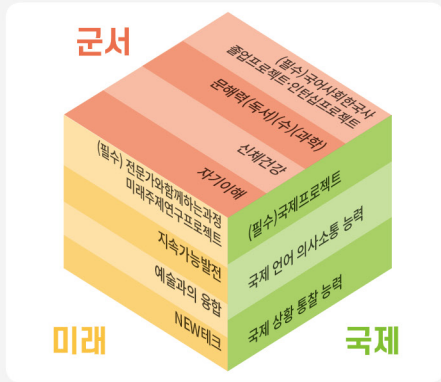 군서
(필수)국어사회한국사
졸업프로젝트·인턴십프로젝트
문해력(독서)(수)(과학)
신체건강
자기이해
(필수) 전문가와함께하는과정
미래주제연구프로젝트
지속가능발전
예술과의 융합
NEW테크
미래
(필수)국제프로젝트
국제 언어 의사소통 능력
국제 상황 통찰 능력
국제